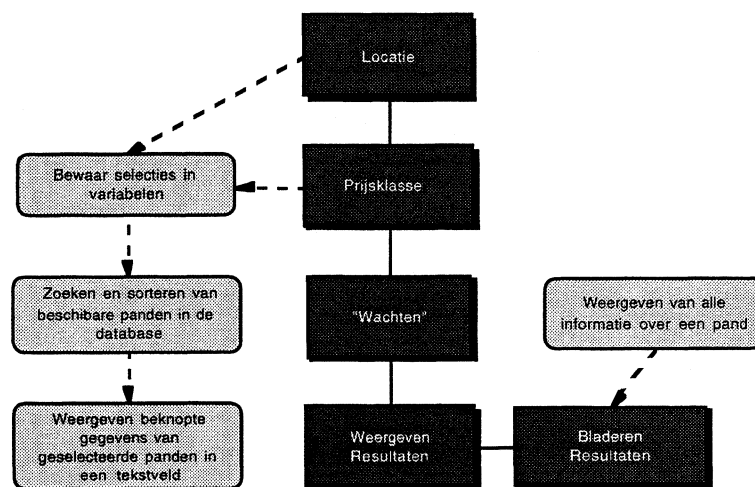 Locatie
Bewaar selecties in
variabelen
Prijsklasse
Zoeken en sorteren van
beschibare panden in de
database
"Wachten"
Weergeven van alle
informatie over een pand
Weergeven beknopte
gegevens van
geselecteerde panden in
een tekstveld
Weergeven
Resultaten
Bladeren
Resultaten